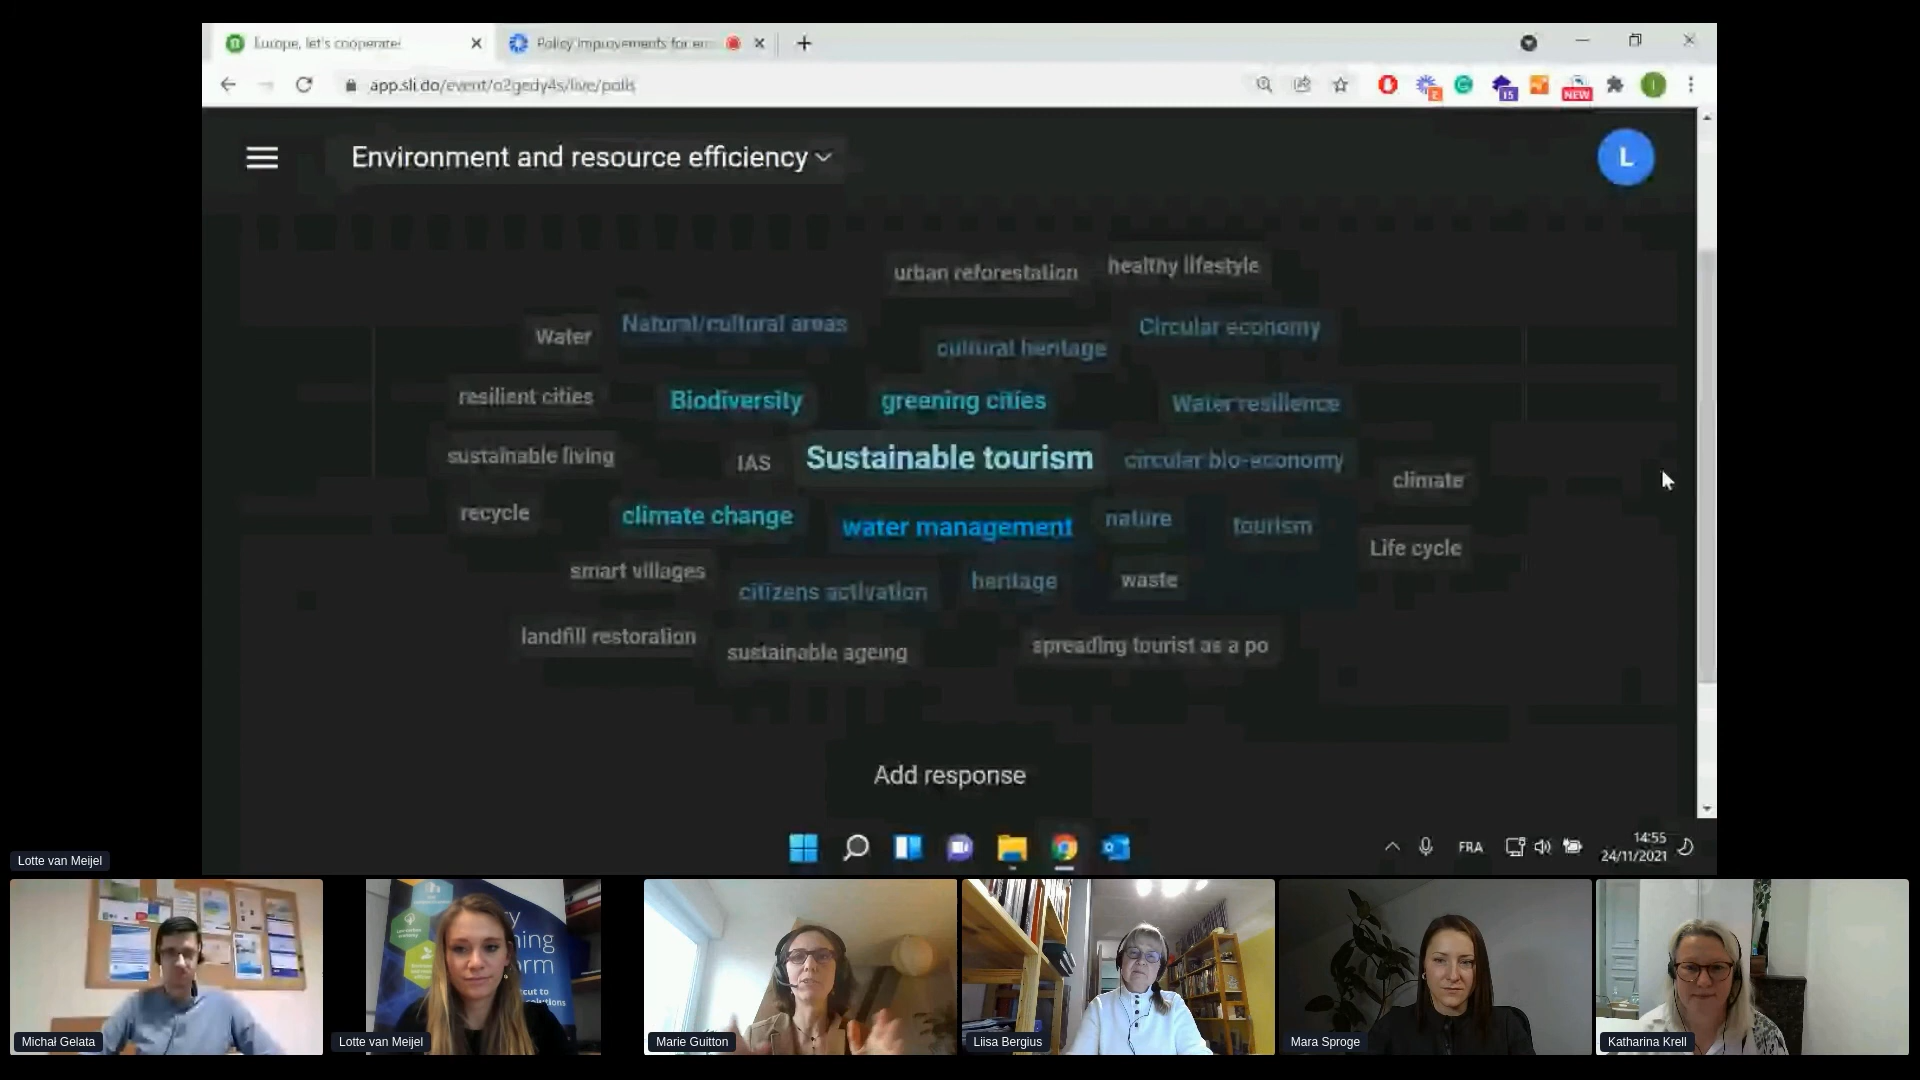 Europe, let's cooperate!
Policy improvements for en
app.sli.do/event/o2gedy4s/live/polls
2
15
NEW
Environment and resource efficiency
L
urban reforestation
healthy lifestyle
Water
Natural/cultural areas
cultural heritage
Circular economy
resilient cities
Biodiversity
greening cities
Water resilience
sustainable living
IAS
Sustainable tourism
circular bio-economy
climate
recycle
climate change
water management
nature
tourism
Life cycle
smart villages
citizens activation
heritage
waste
landfill restoration
sustainable ageing
spreading tourist as a po
Add response
FRA
14:55
24/11/2021
Lotte van Meijel
Michał Gelata
Lotte van Meijel
Marie Guitton
Liisa Bergius
Mara Sproge
Katharina Krell